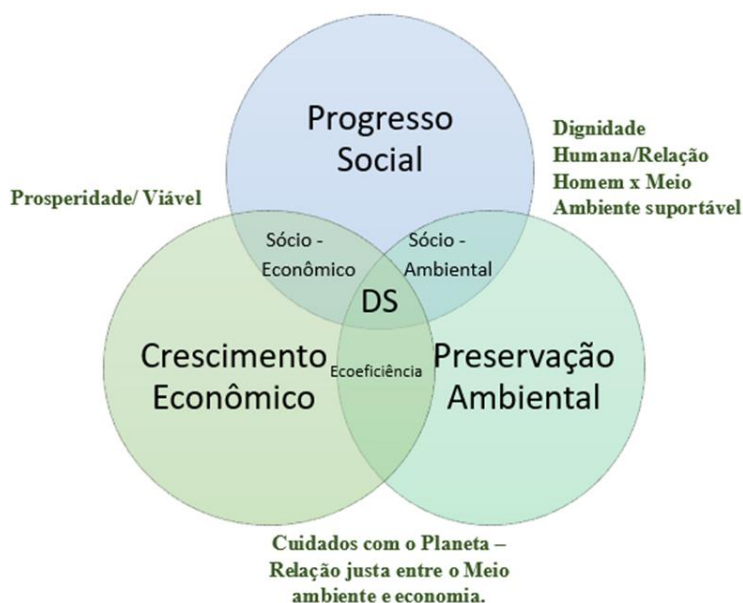 Progresso
Social
Dignidade
Humana/Relação
Homem x Meio
Ambiente suportável
Prosperidade/ Viável
Sócio -
Econômico
Sócio -
Ambiental
DS
Crescimento
Econômico
Ecoeficiência
Preservação
Ambiental
Cuidados com o Planeta –
Relação justa entre o Meio
ambiente e economia.